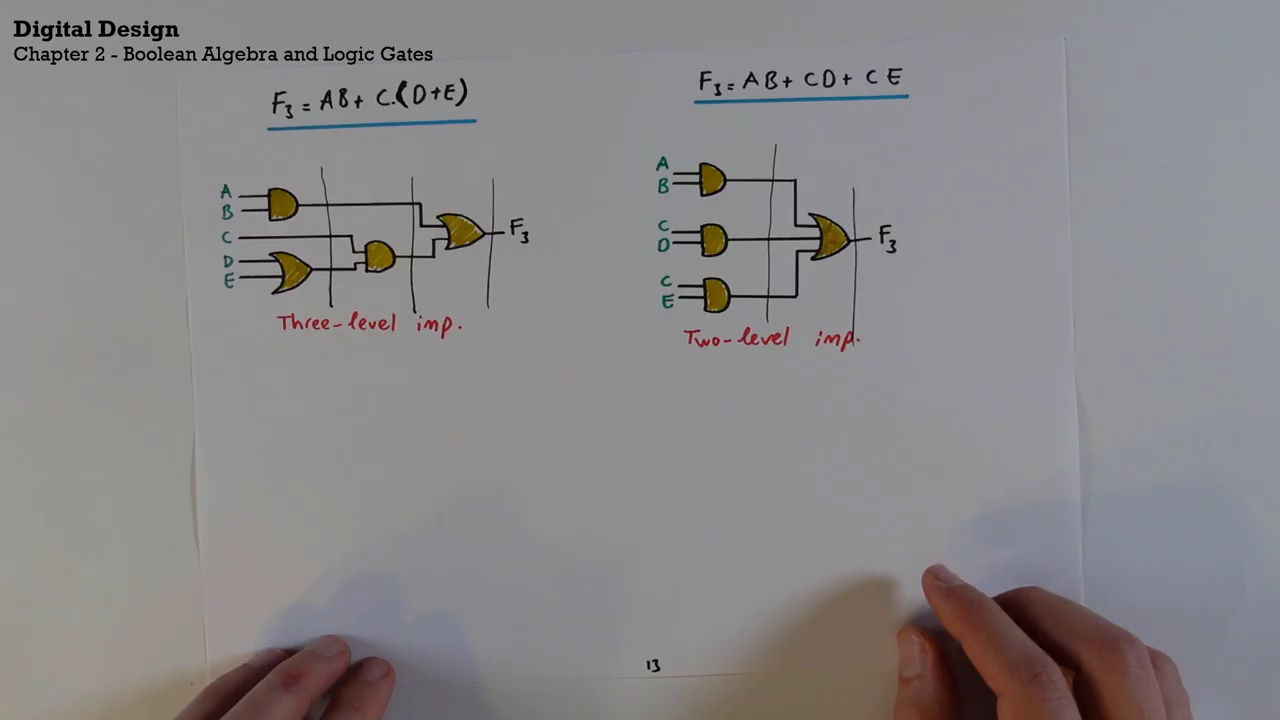 Digital Design
Chapter 2 - Boolean Algebra and Logic Gates
F₃ = AB + C.(D+E)
A
B
C
D
E
F₃
Three-level imp.
F₃ = AB + CD + CE
A
B
C
D
C
E
F₃
Two-level imp.
13